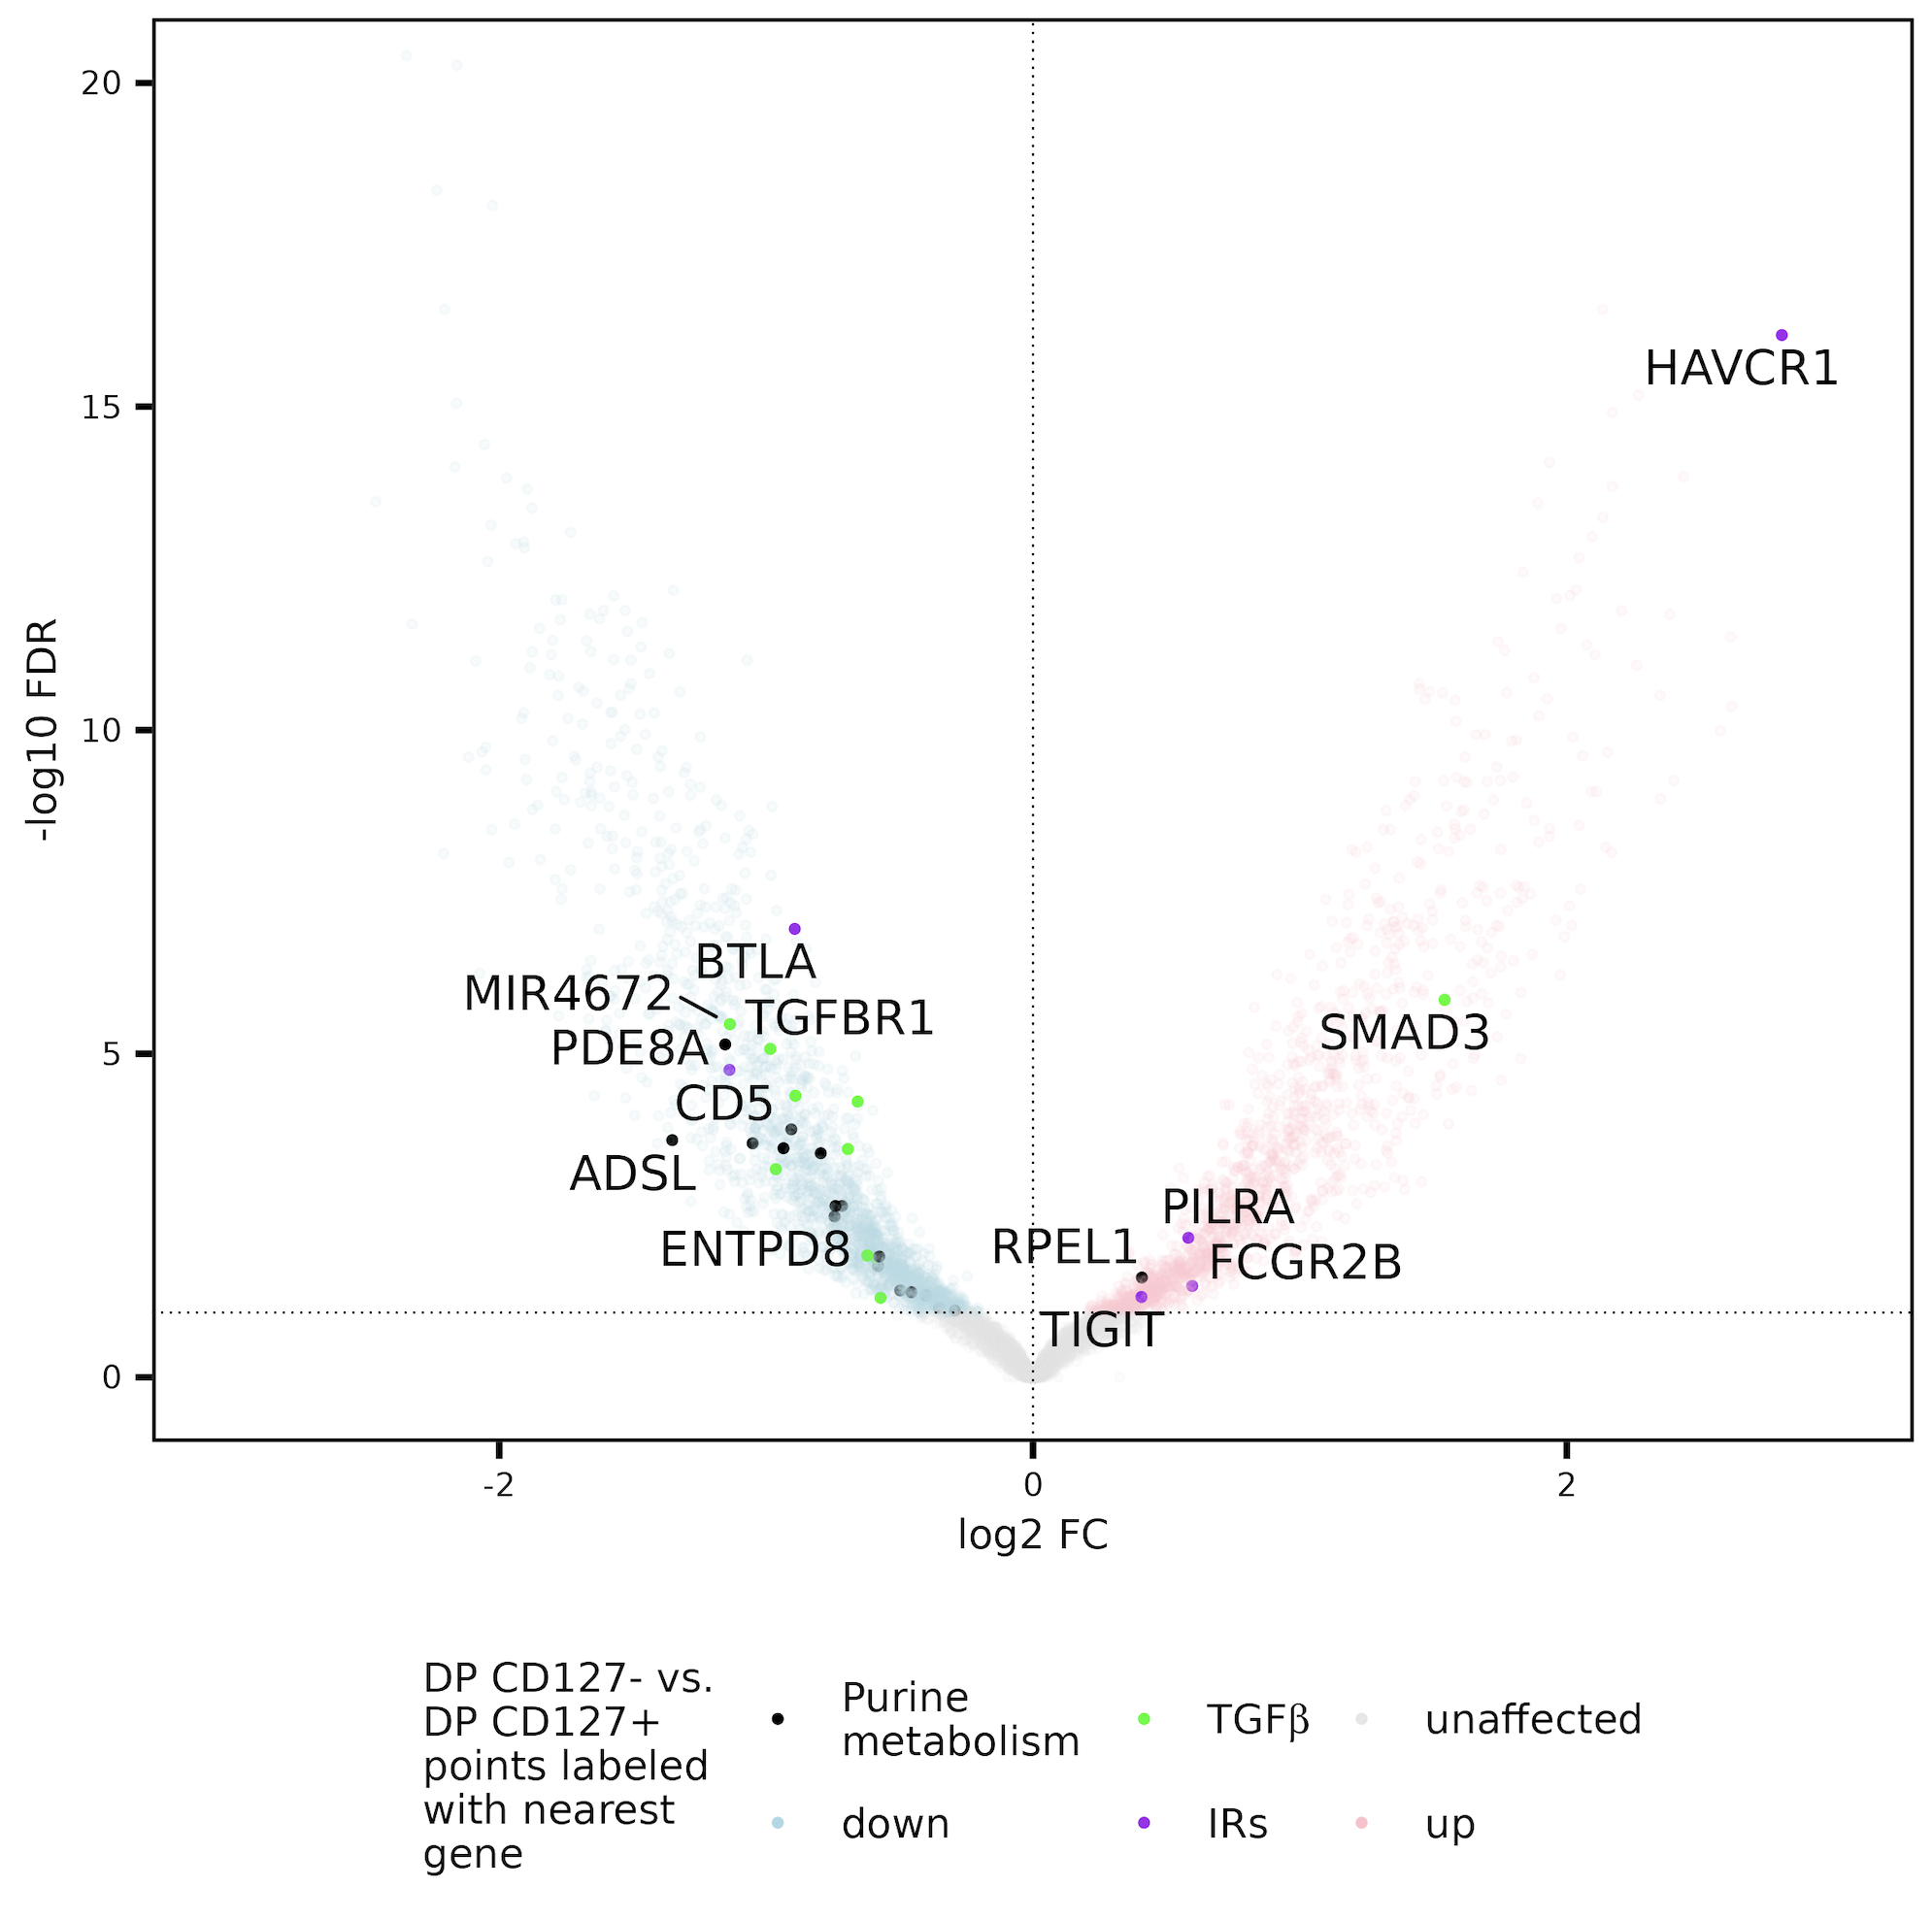 20
15
10
5
0
-log10 FDR
HAVCR1
BTLA
MIR4672
TGFBR1
PDE8A
CD5
ADSL
ENTPD8
SMAD3
PILRA
RPEL1
FCGR2B
TIGIT
-2
0
2
log2 FC
DP CD127- vs.
DP CD127+
points labeled
with nearest
gene
Purine
metabolism
down
TGFβ
IRs
unaffected
up